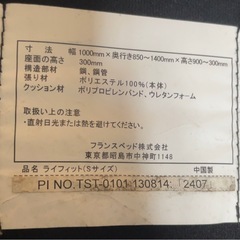 寸法 幅1000mm×奥行き850～1400mm×高さ900～300mm
座面の高さ 300mm
構造部材 鋼、鋼管
張り材 ポリエステル100%(本体)
クッション材 ポリプロピレンバンド、ウレタンフォーム
取扱い上の注意
・直射日光または熱を避けてください。
フランスベッド株式会社
東京都昭島市中神町1148
品名 ライフィット(Sサイズ) 中国製
PI NO.TST-0101 130814 「2407」